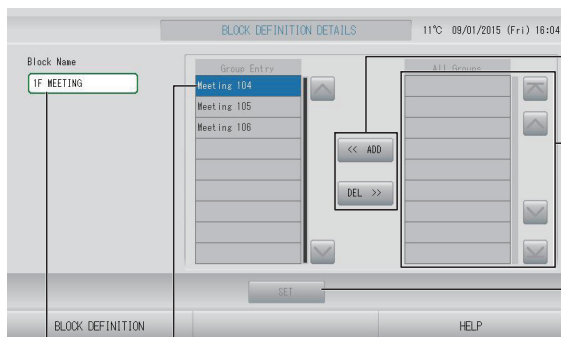 BLOCK DEFINITION DETAILS
11°C 09/01/2015 (Fri) 16:04
Block Name
1F MEETING
Group Entry
Meeting 104
Meeting 105
Meeting 106
<< ADD
DEL >>
All Groups
SET
BLOCK DEFINITION
HELP